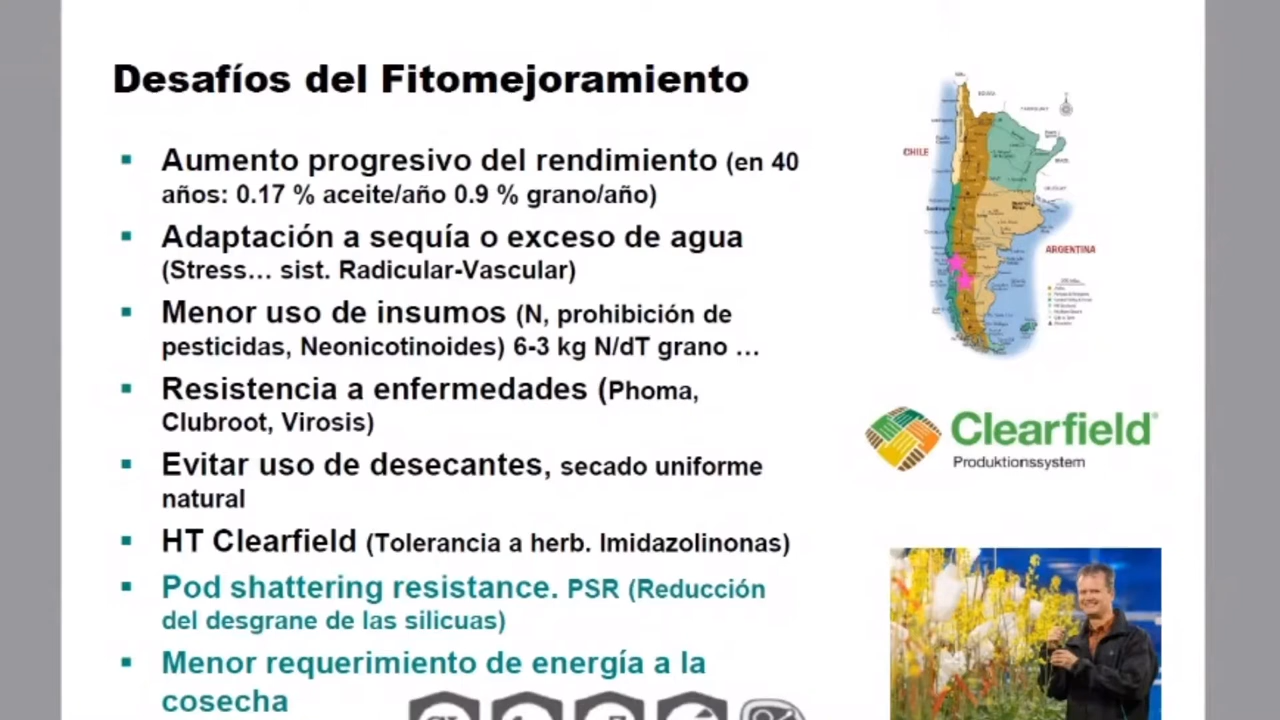 Desafíos del Fitomejoramiento
Aumento progresivo del rendimiento (en 40
años: 0.17 % aceite/año 0.9 % grano/año)
Adaptación a sequía o exceso de agua
(Stress... sist. Radicular-Vascular)
Menor uso de insumos (N, prohibición de
pesticidas, Neonicotinoides) 6-3 kg N/dT grano ...
Resistencia a enfermedades (Phoma,
Clubroot, Virosis)
Evitar uso de desecantes, secado uniforme
natural
HT Clearfield (Tolerancia a herb. Imidazolinonas)
Pod shattering resistance. PSR (Reducción
del desgrane de las silicuas)
Menor requerimiento de energía a la
cosecha
CHILE
ARGENTINA
Clearfield®
Produktionssystem